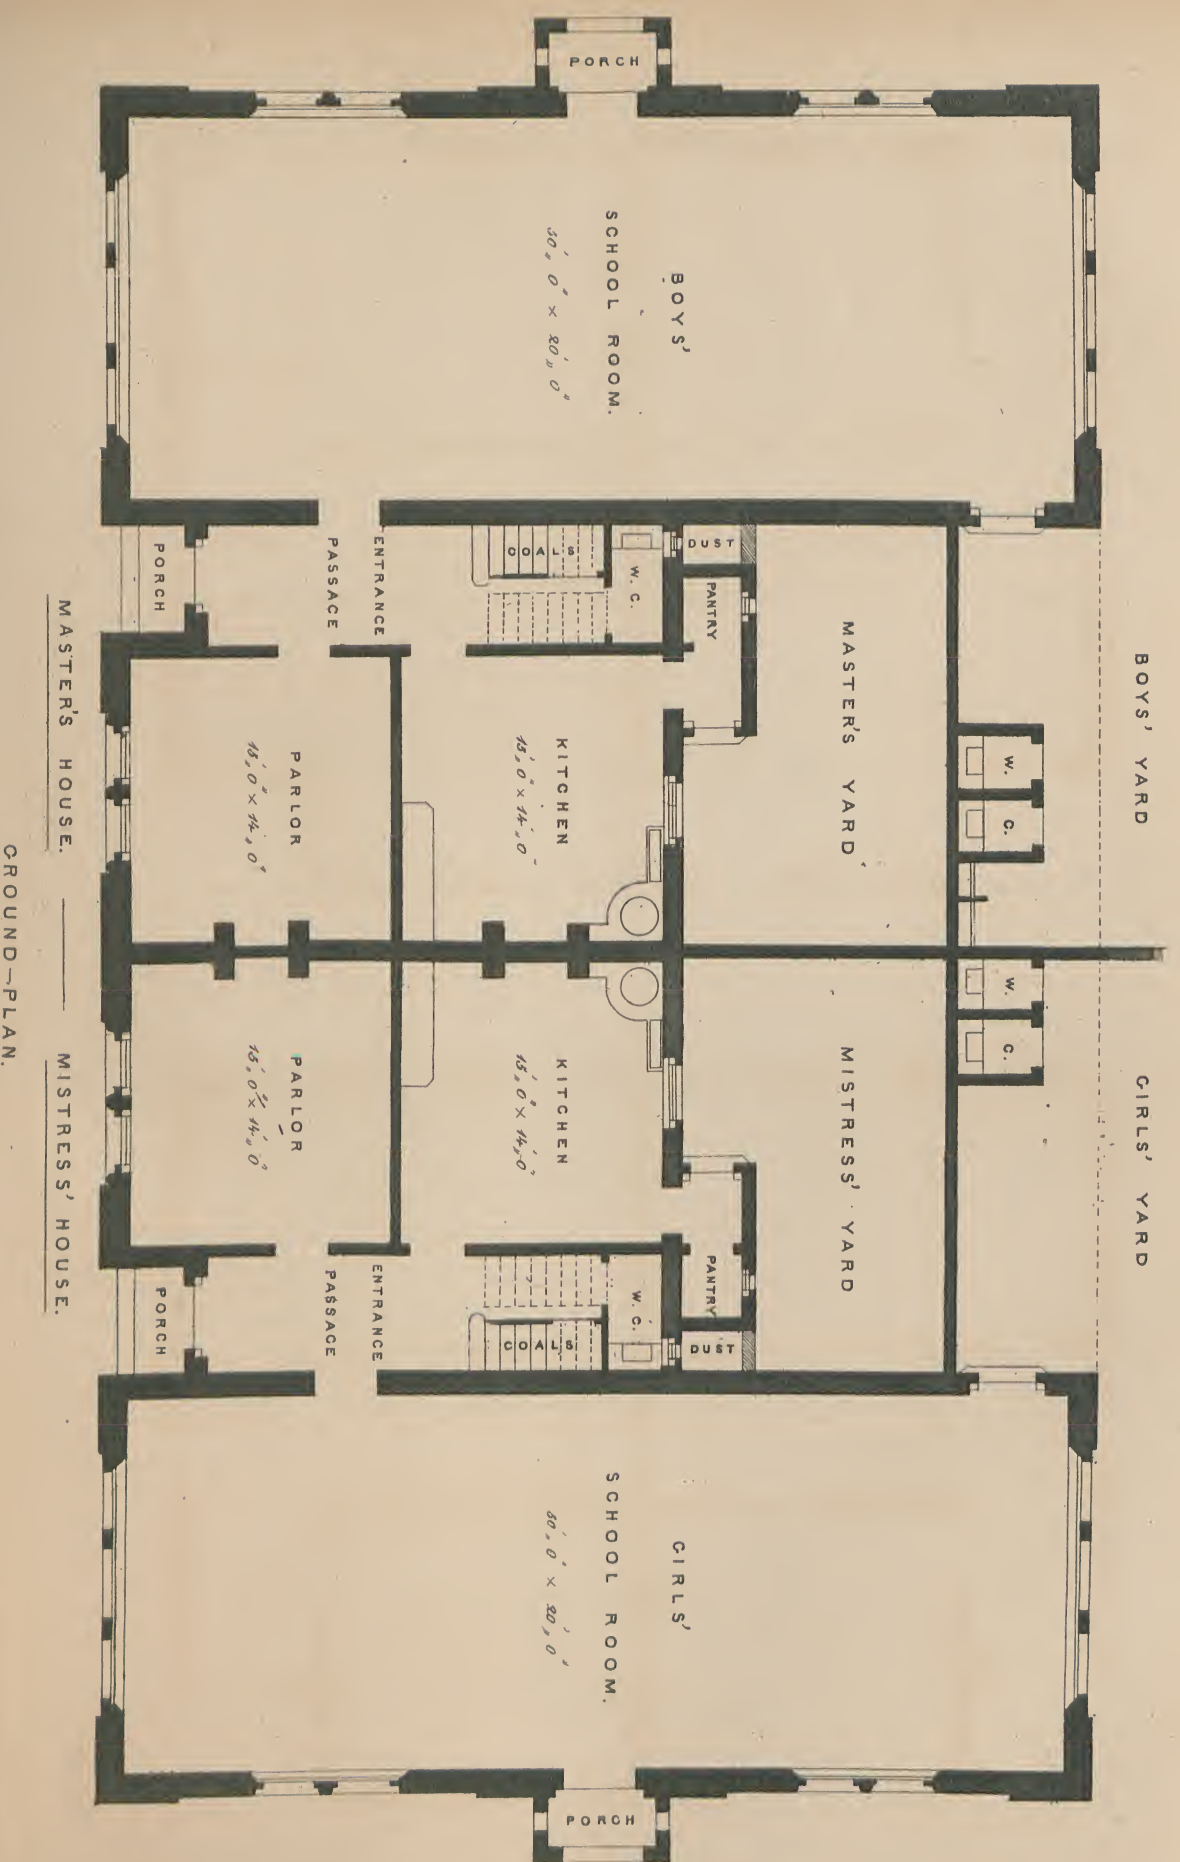 BOYS' YARD
GIRLS' YARD
W. C.
W. C.
MASTER'S YARD
MISTRESS' YARD
PORCH
DUST
PANTRY
PANTRY
DUST
PORCH
BOYS'
SCHOOL ROOM.
50',, 0" × 20',, 0"
W. C.
COALS
KITCHEN
15',, 0" × 14',, 0"
KITCHEN
15',, 0" × 14',, 0"
W. C.
COALS
GIRLS'
SCHOOL ROOM.
50',, 0" × 20',, 0"
ENTRANCE
PASSAGE
PARLOR
15',, 0" × 14',, 0"
PARLOR
15',, 0" × 14',, 0"
ENTRANCE
PASSAGE
PORCH
PORCH
MASTER'S HOUSE. — MISTRESS' HOUSE.
GROUND-PLAN.